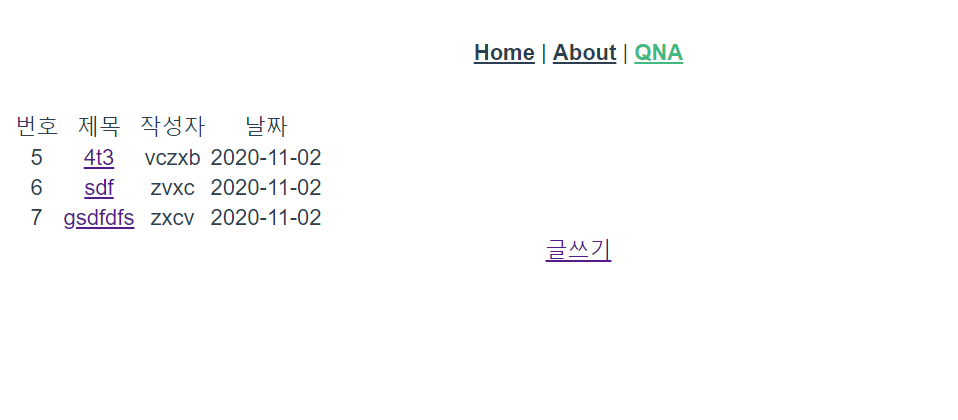 Home | About | QNA
번호 제목 작성자 날짜
5 4t3 vczxb 2020-11-02
6 sdf zvxc 2020-11-02
7 gsdfdfs zxcv 2020-11-02
글쓰기